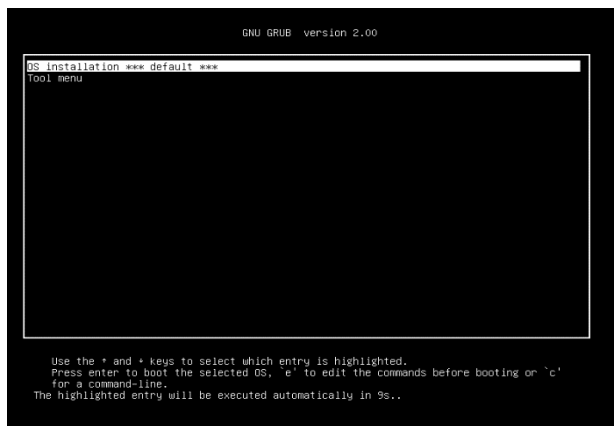 GNU GRUB version 2.00
OS installation *** default ***
Tool menu
Use the ↑ and ↓ keys to select which entry is highlighted.
Press enter to boot the selected OS, `e' to edit the commands before booting or `c'
for a command-line.
The highlighted entry will be executed automatically in 9s..